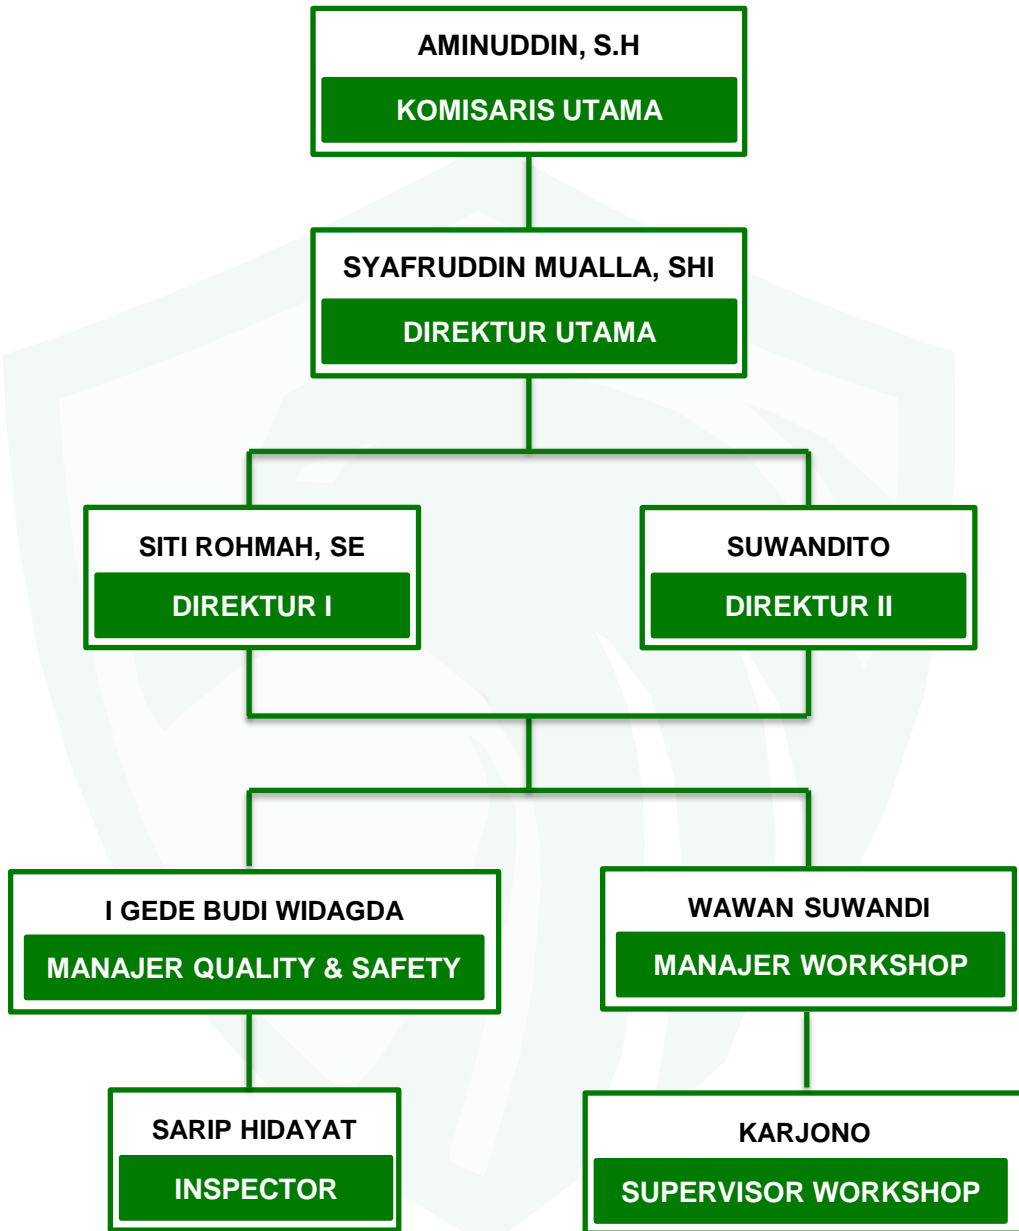 AMINUDDIN, S.H
KOMISARIS UTAMA
SYAFRUDDIN MUALLA, SHI
DIREKTUR UTAMA
SITI ROHMAH, SE
DIREKTUR I
SUWANDITO
DIREKTUR II
I GEDE BUDI WIDAGDA
MANAJER QUALITY & SAFETY
WAWAN SUWANDI
MANAJER WORKSHOP
SARIP HIDAYAT
INSPECTOR
KARJONO
SUPERVISOR WORKSHOP